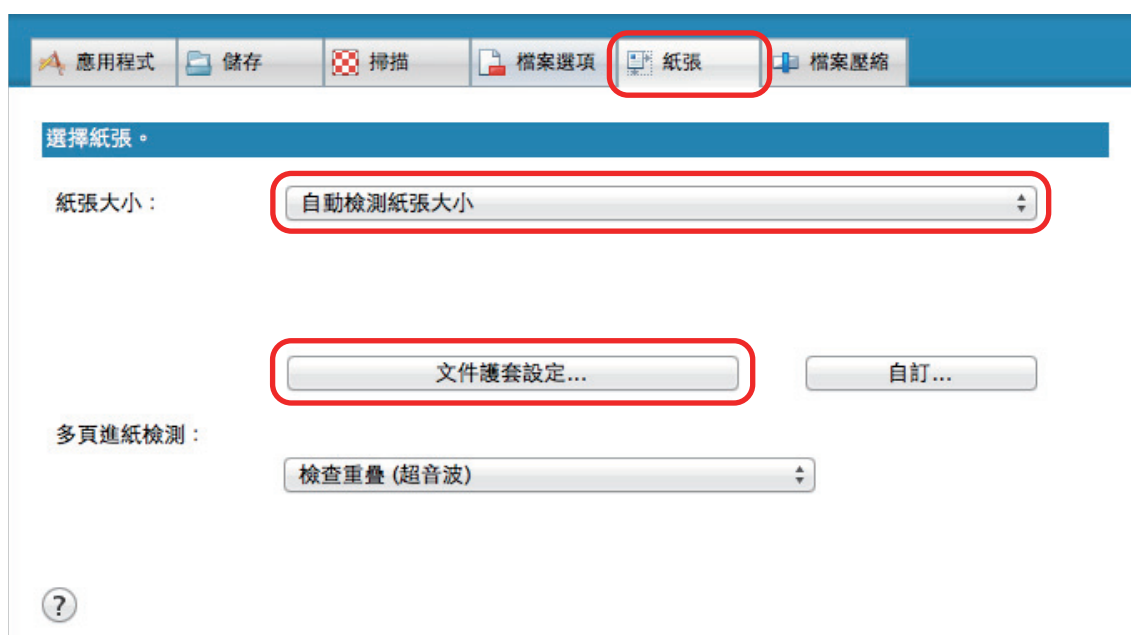 應用程式 儲存 掃描 檔案選項 紙張 檔案壓縮
選擇紙張。
紙張大小： 自動檢測紙張大小
文件護套設定... 自訂...
多頁進紙檢測：
檢查重疊 (超音波)
?